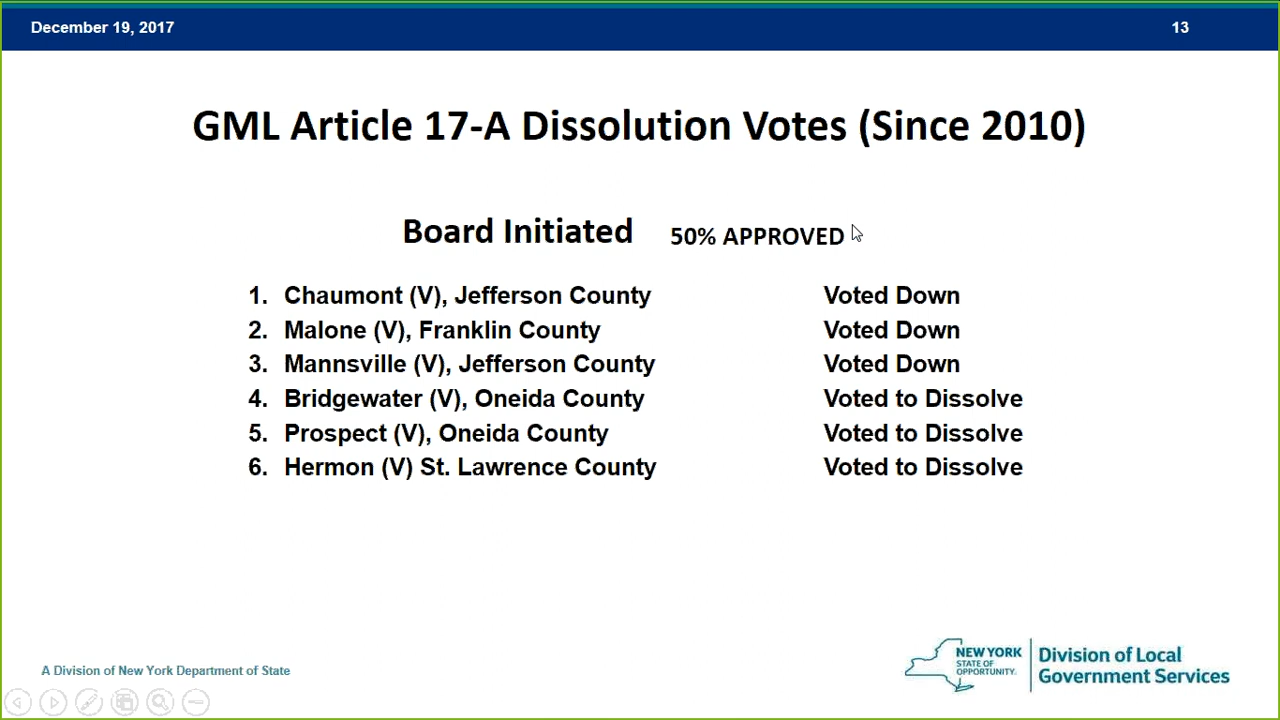 December 19, 2017 13
GML Article 17-A Dissolution Votes (Since 2010)
Board Initiated 50% APPROVED
1. Chaumont (V), Jefferson County Voted Down
2. Malone (V), Franklin County Voted Down
3. Mannsville (V), Jefferson County Voted Down
4. Bridgewater (V), Oneida County Voted to Dissolve
5. Prospect (V), Oneida County Voted to Dissolve
6. Hermon (V) St. Lawrence County Voted to Dissolve
A Division of New York Department of State
NEW YORK
STATE OF
OPPORTUNITY.
Division of Local
Government Services